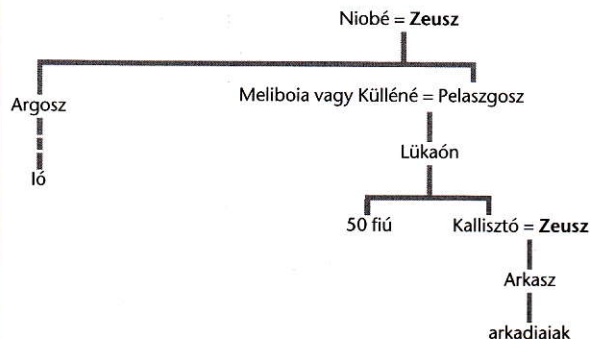 Niobé = Zeusz
Argosz
Meliboia vagy Külléné = Pelaszgosz
Lükaón
Ió
50 fiú
Kallisztó = Zeusz
Arkasz
arkadiaiak